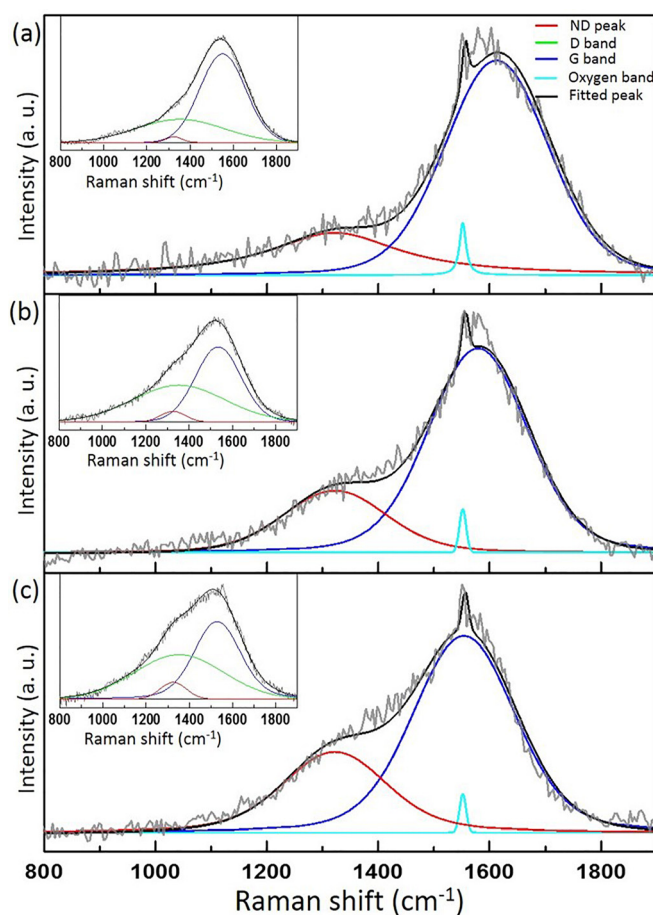 (a)
ND peak
D band
G band
Oxygen band
Fitted peak
Intensity (a. u.)
800 1000 1200 1400 1600 1800
Raman shift (cm⁻¹)
(b)
Intensity (a. u.)
800 1000 1200 1400 1600 1800
Raman shift (cm⁻¹)
(c)
Intensity (a. u.)
800 1000 1200 1400 1600 1800
Raman shift (cm⁻¹)
800 1000 1200 1400 1600 1800
Raman shift (cm⁻¹)